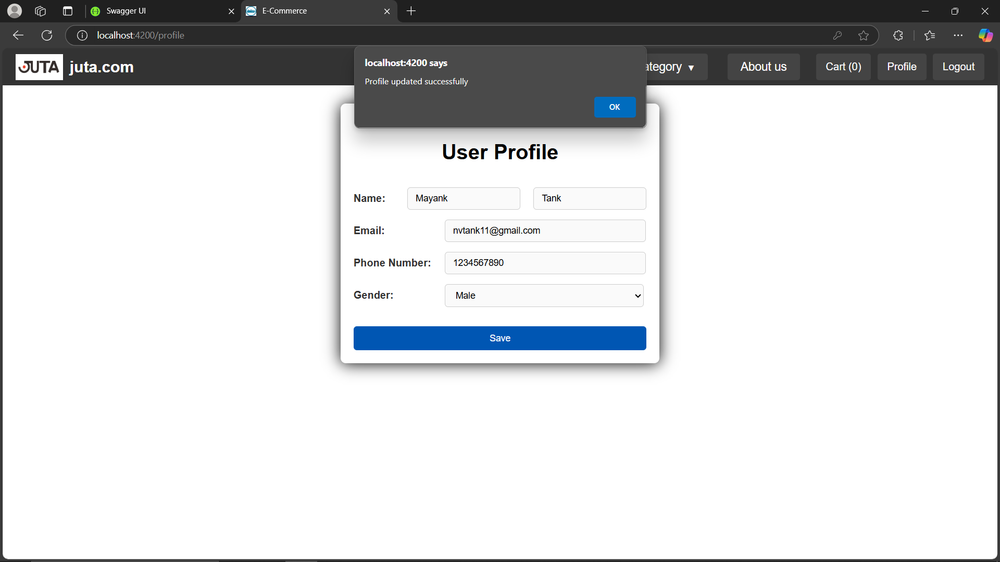 Swagger UI
E-Commerce
localhost:4200/profile
JUTA
juta.com
ategory ▼
About us
Cart (0)
Profile
Logout
localhost:4200 says
Profile updated successfully
OK
User Profile
Name:
Mayank
Tank
Email:
nvtank11@gmail.com
Phone Number:
1234567890
Gender:
Male
Save